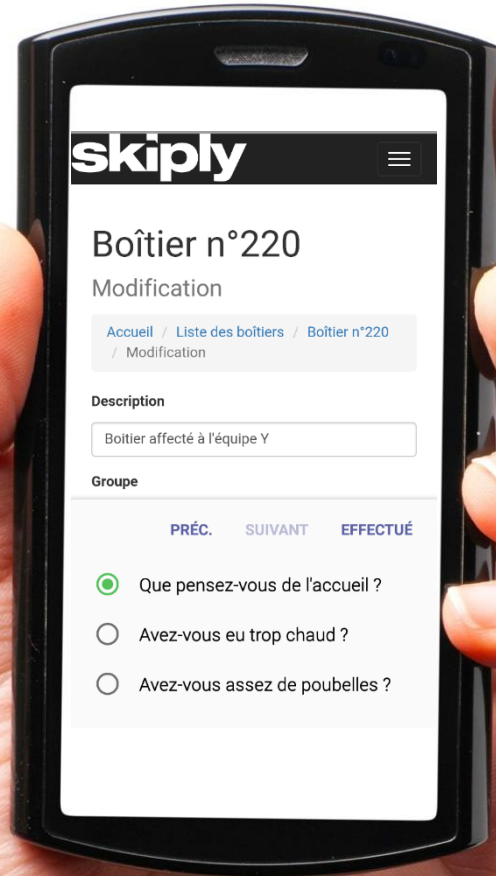 skiply
Boîtier n°220
Modification
Accueil / Liste des boîtiers / Boîtier n°220
/ Modification
Description
Boitier affecté à l'équipe Y
Groupe
PRÉC. SUIVANT EFFECTUÉ
Que pensez-vous de l'accueil ?
Avez-vous eu trop chaud ?
Avez-vous assez de poubelles ?